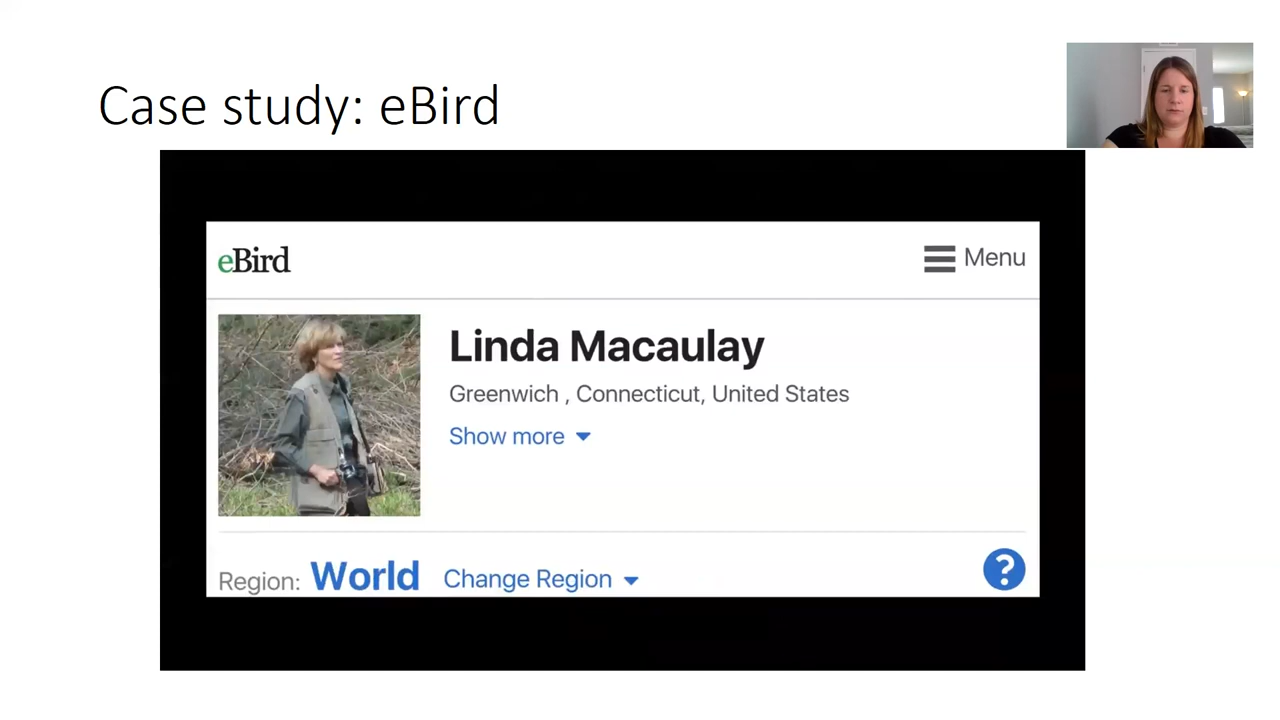 Case study: eBird
eBird
Menu
Linda Macaulay
Greenwich , Connecticut, United States
Show more
Region: World Change Region
?